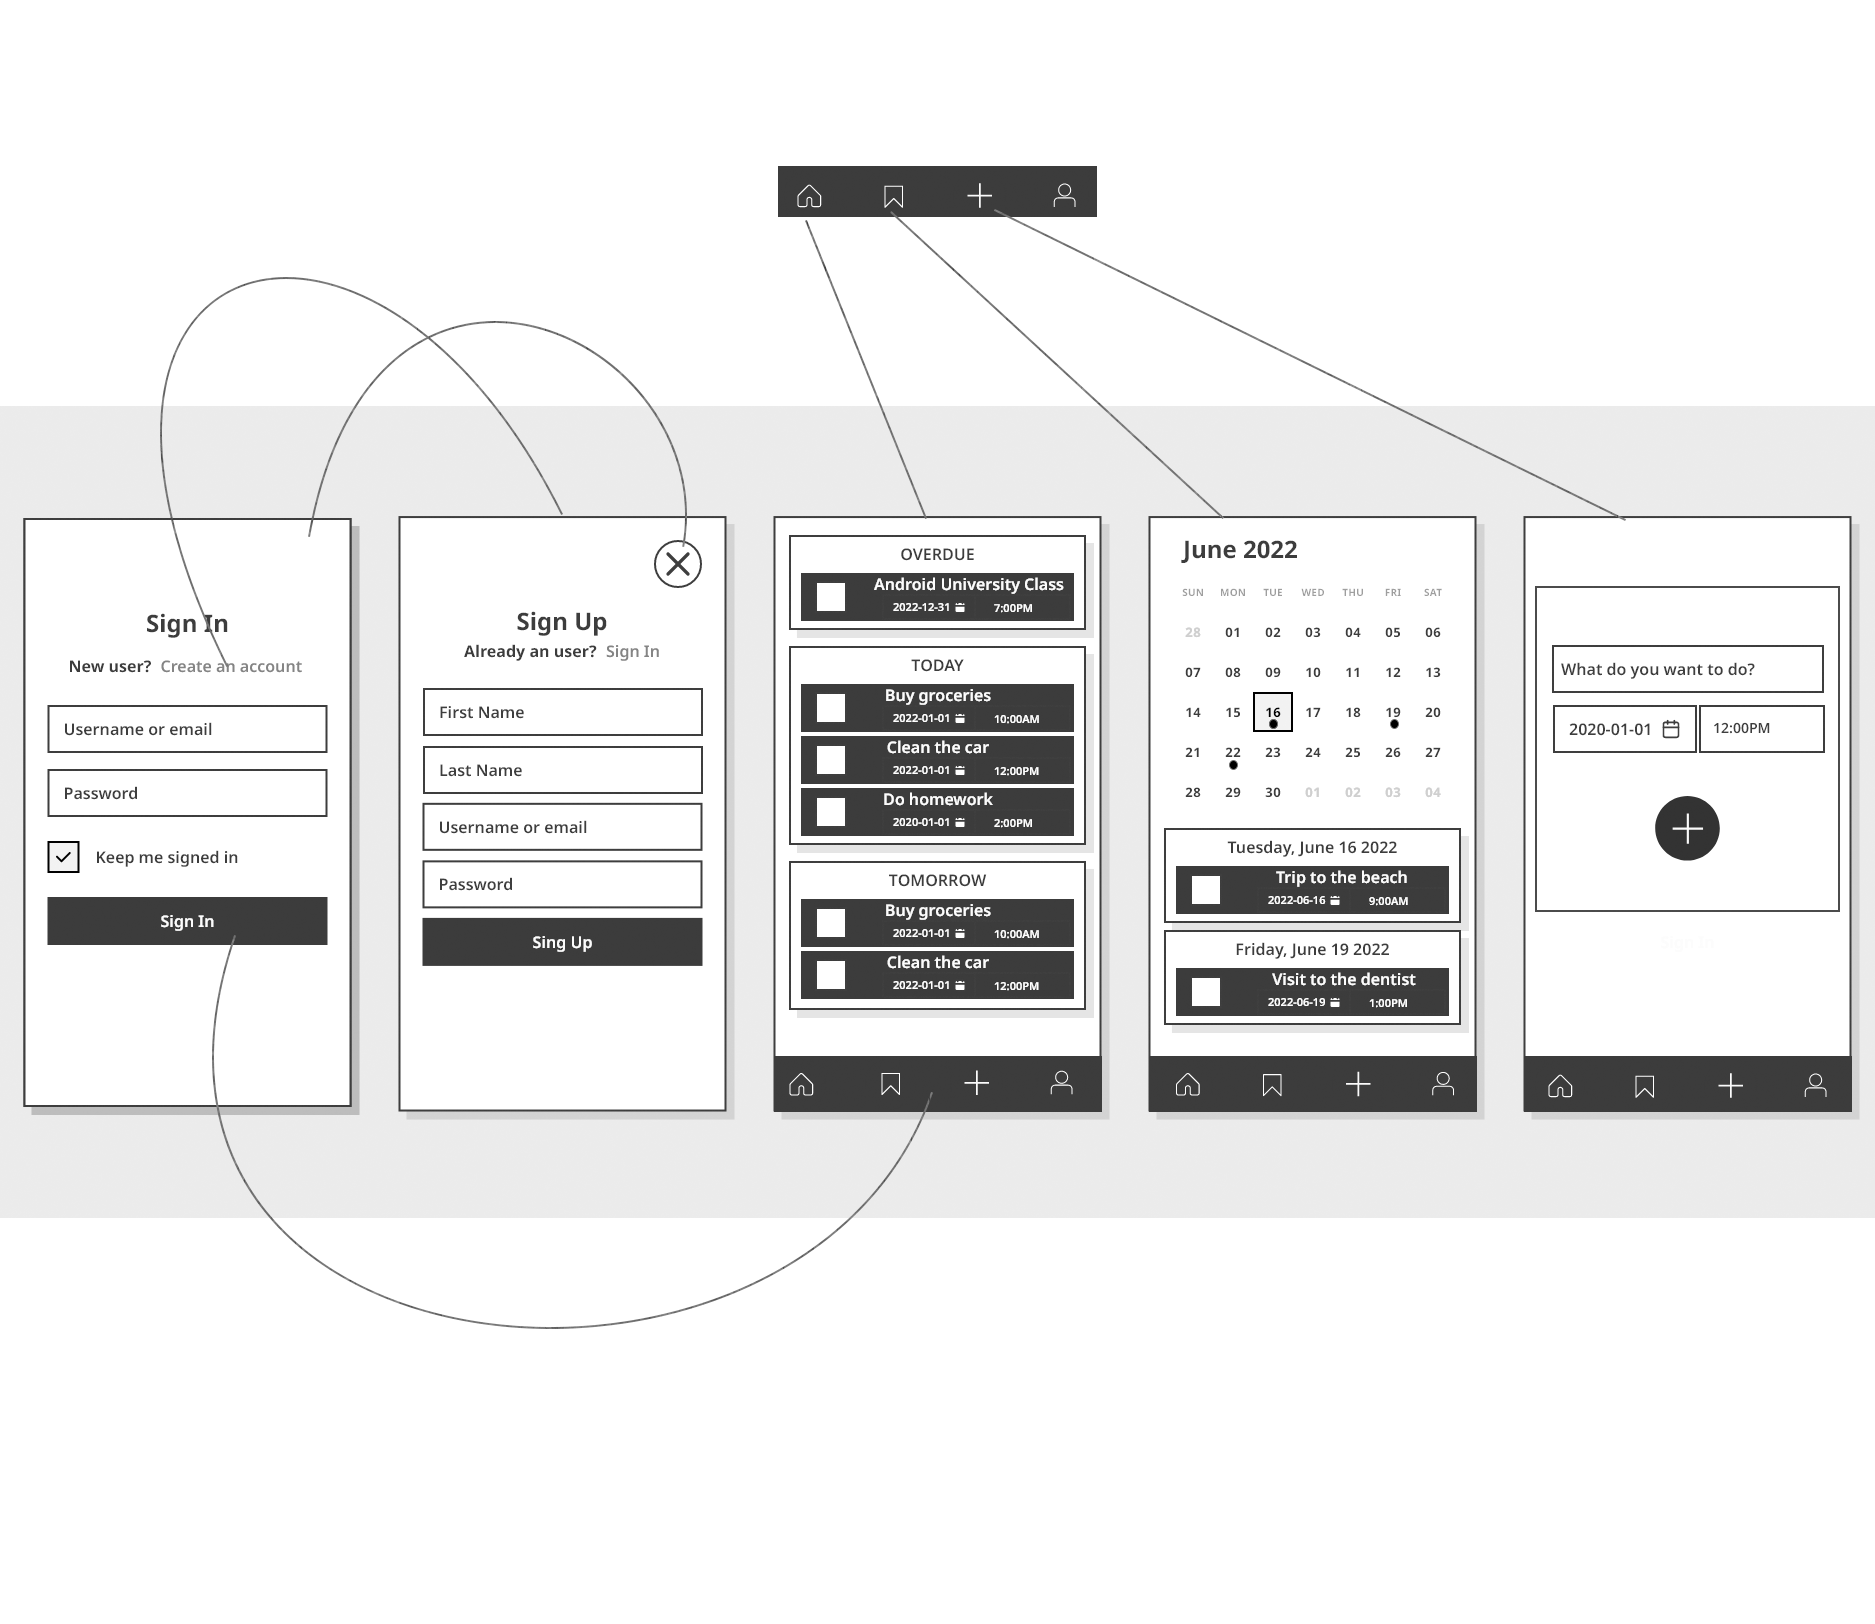 Sign In
New user? Create an account
Username or email
Password
Keep me signed in
Sign In
Sign Up
Already an user? Sign In
First Name
Last Name
Username or email
Password
Sing Up
OVERDUE
Android University Class
2022-12-31 7:00PM
TODAY
Buy groceries
2022-01-01 10:00AM
Clean the car
2022-01-01 12:00PM
Do homework
2020-01-01 2:00PM
TOMORROW
Buy groceries
2022-01-01 10:00AM
Clean the car
2022-01-01 12:00PM
June 2022
SUN MON TUE WED THU FRI SAT
28 01 02 03 04 05 06
07 08 09 10 11 12 13
14 15 16 17 18 19 20
21 22 23 24 25 26 27
28 29 30 01 02 03 04
Tuesday, June 16 2022
Trip to the beach
2022-06-16 9:00AM
Friday, June 19 2022
Visit to the dentist
2022-06-19 1:00PM
What do you want to do?
2020-01-01 12:00PM